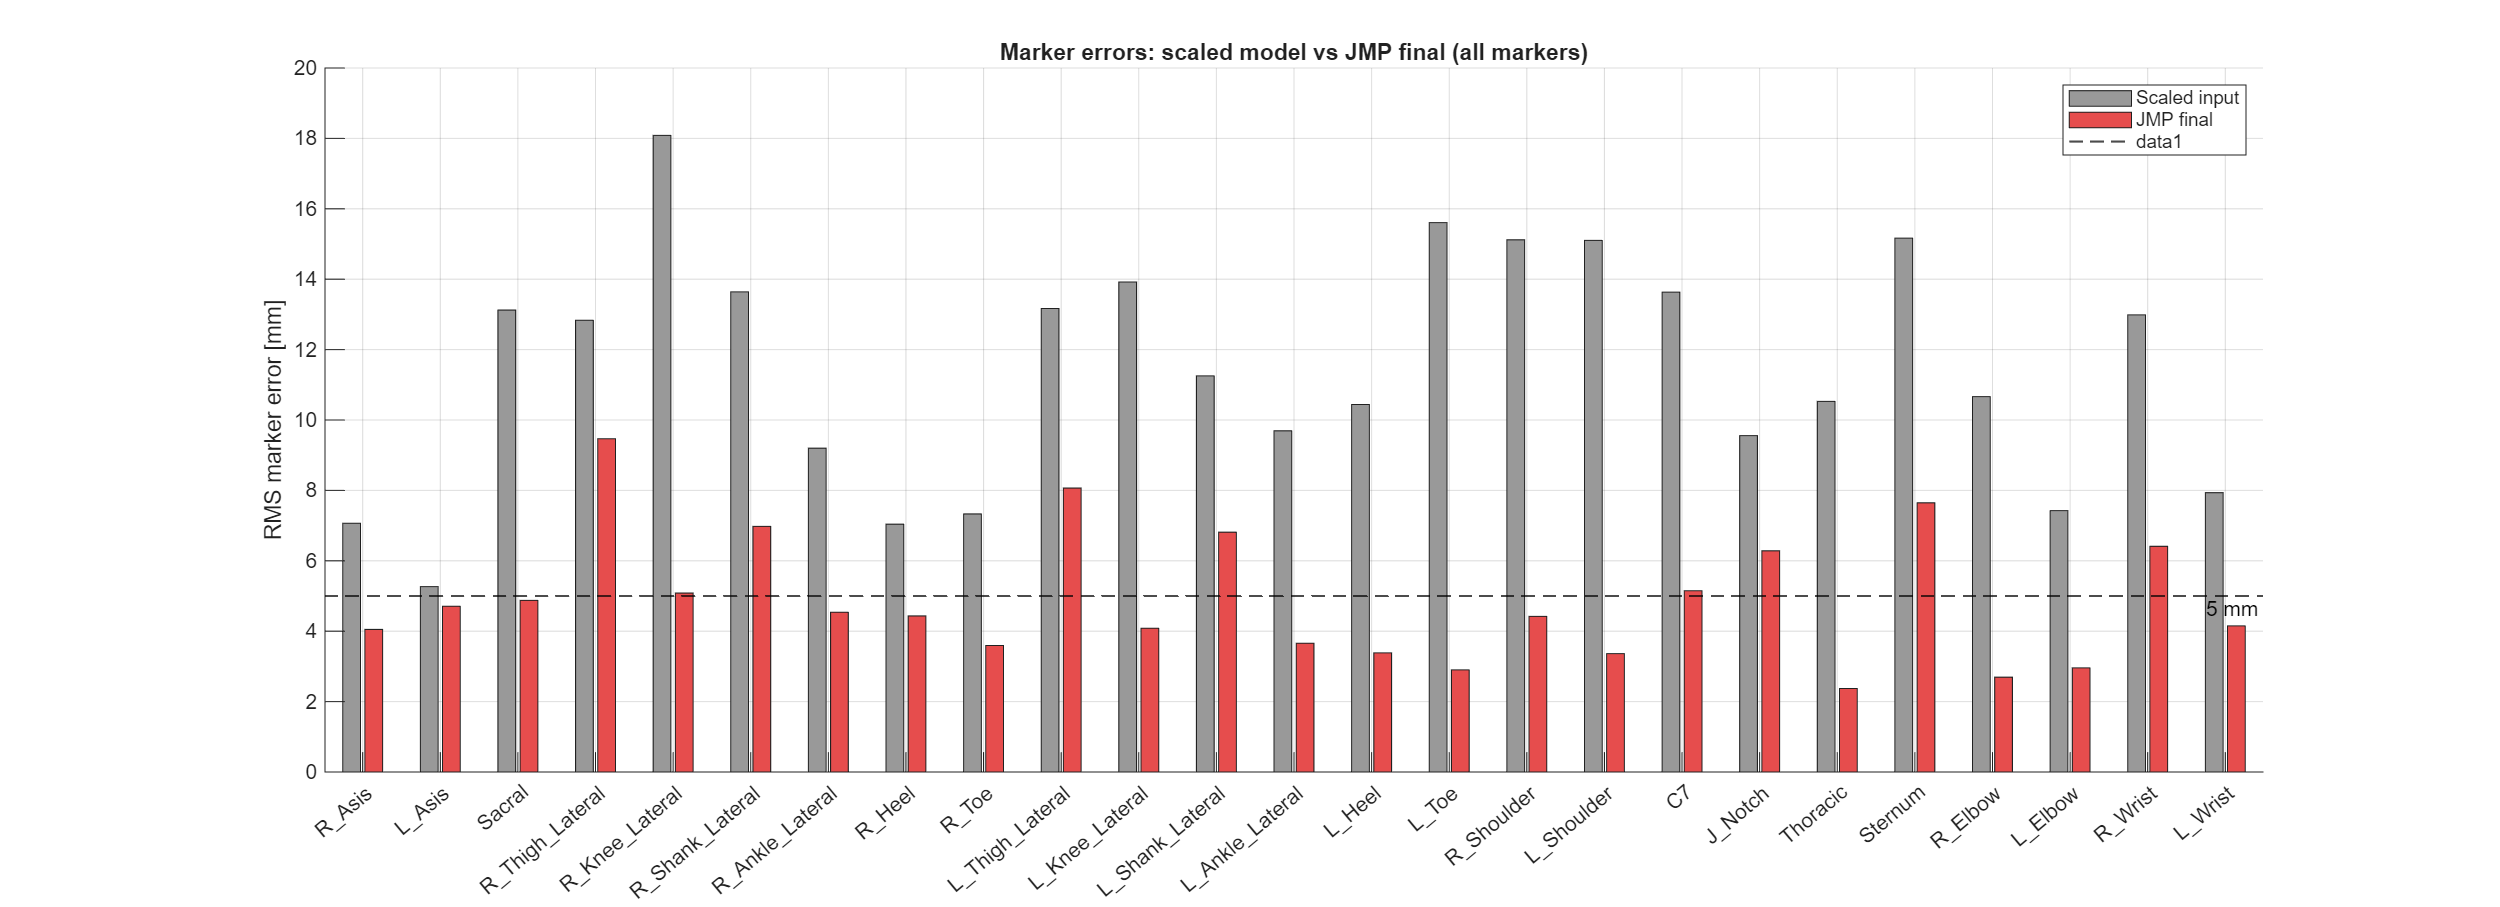 Marker errors: scaled model vs JMP final (all markers)
Scaled input
JMP final
data1
RMS marker error [mm]
20
18
16
14
12
10
8
6
4
2
0
5 mm
R_Asis
L_Asis
Sacral
R_Thigh_Lateral
R_Knee_Lateral
R_Shank_Lateral
R_Ankle_Lateral
R_Heel
R_Toe
L_Thigh_Lateral
L_Knee_Lateral
L_Shank_Lateral
L_Ankle_Lateral
L_Heel
L_Toe
R_Shoulder
L_Shoulder
C7
J_Notch
Thoracic
Sternum
R_Elbow
L_Elbow
R_Wrist
L_Wrist